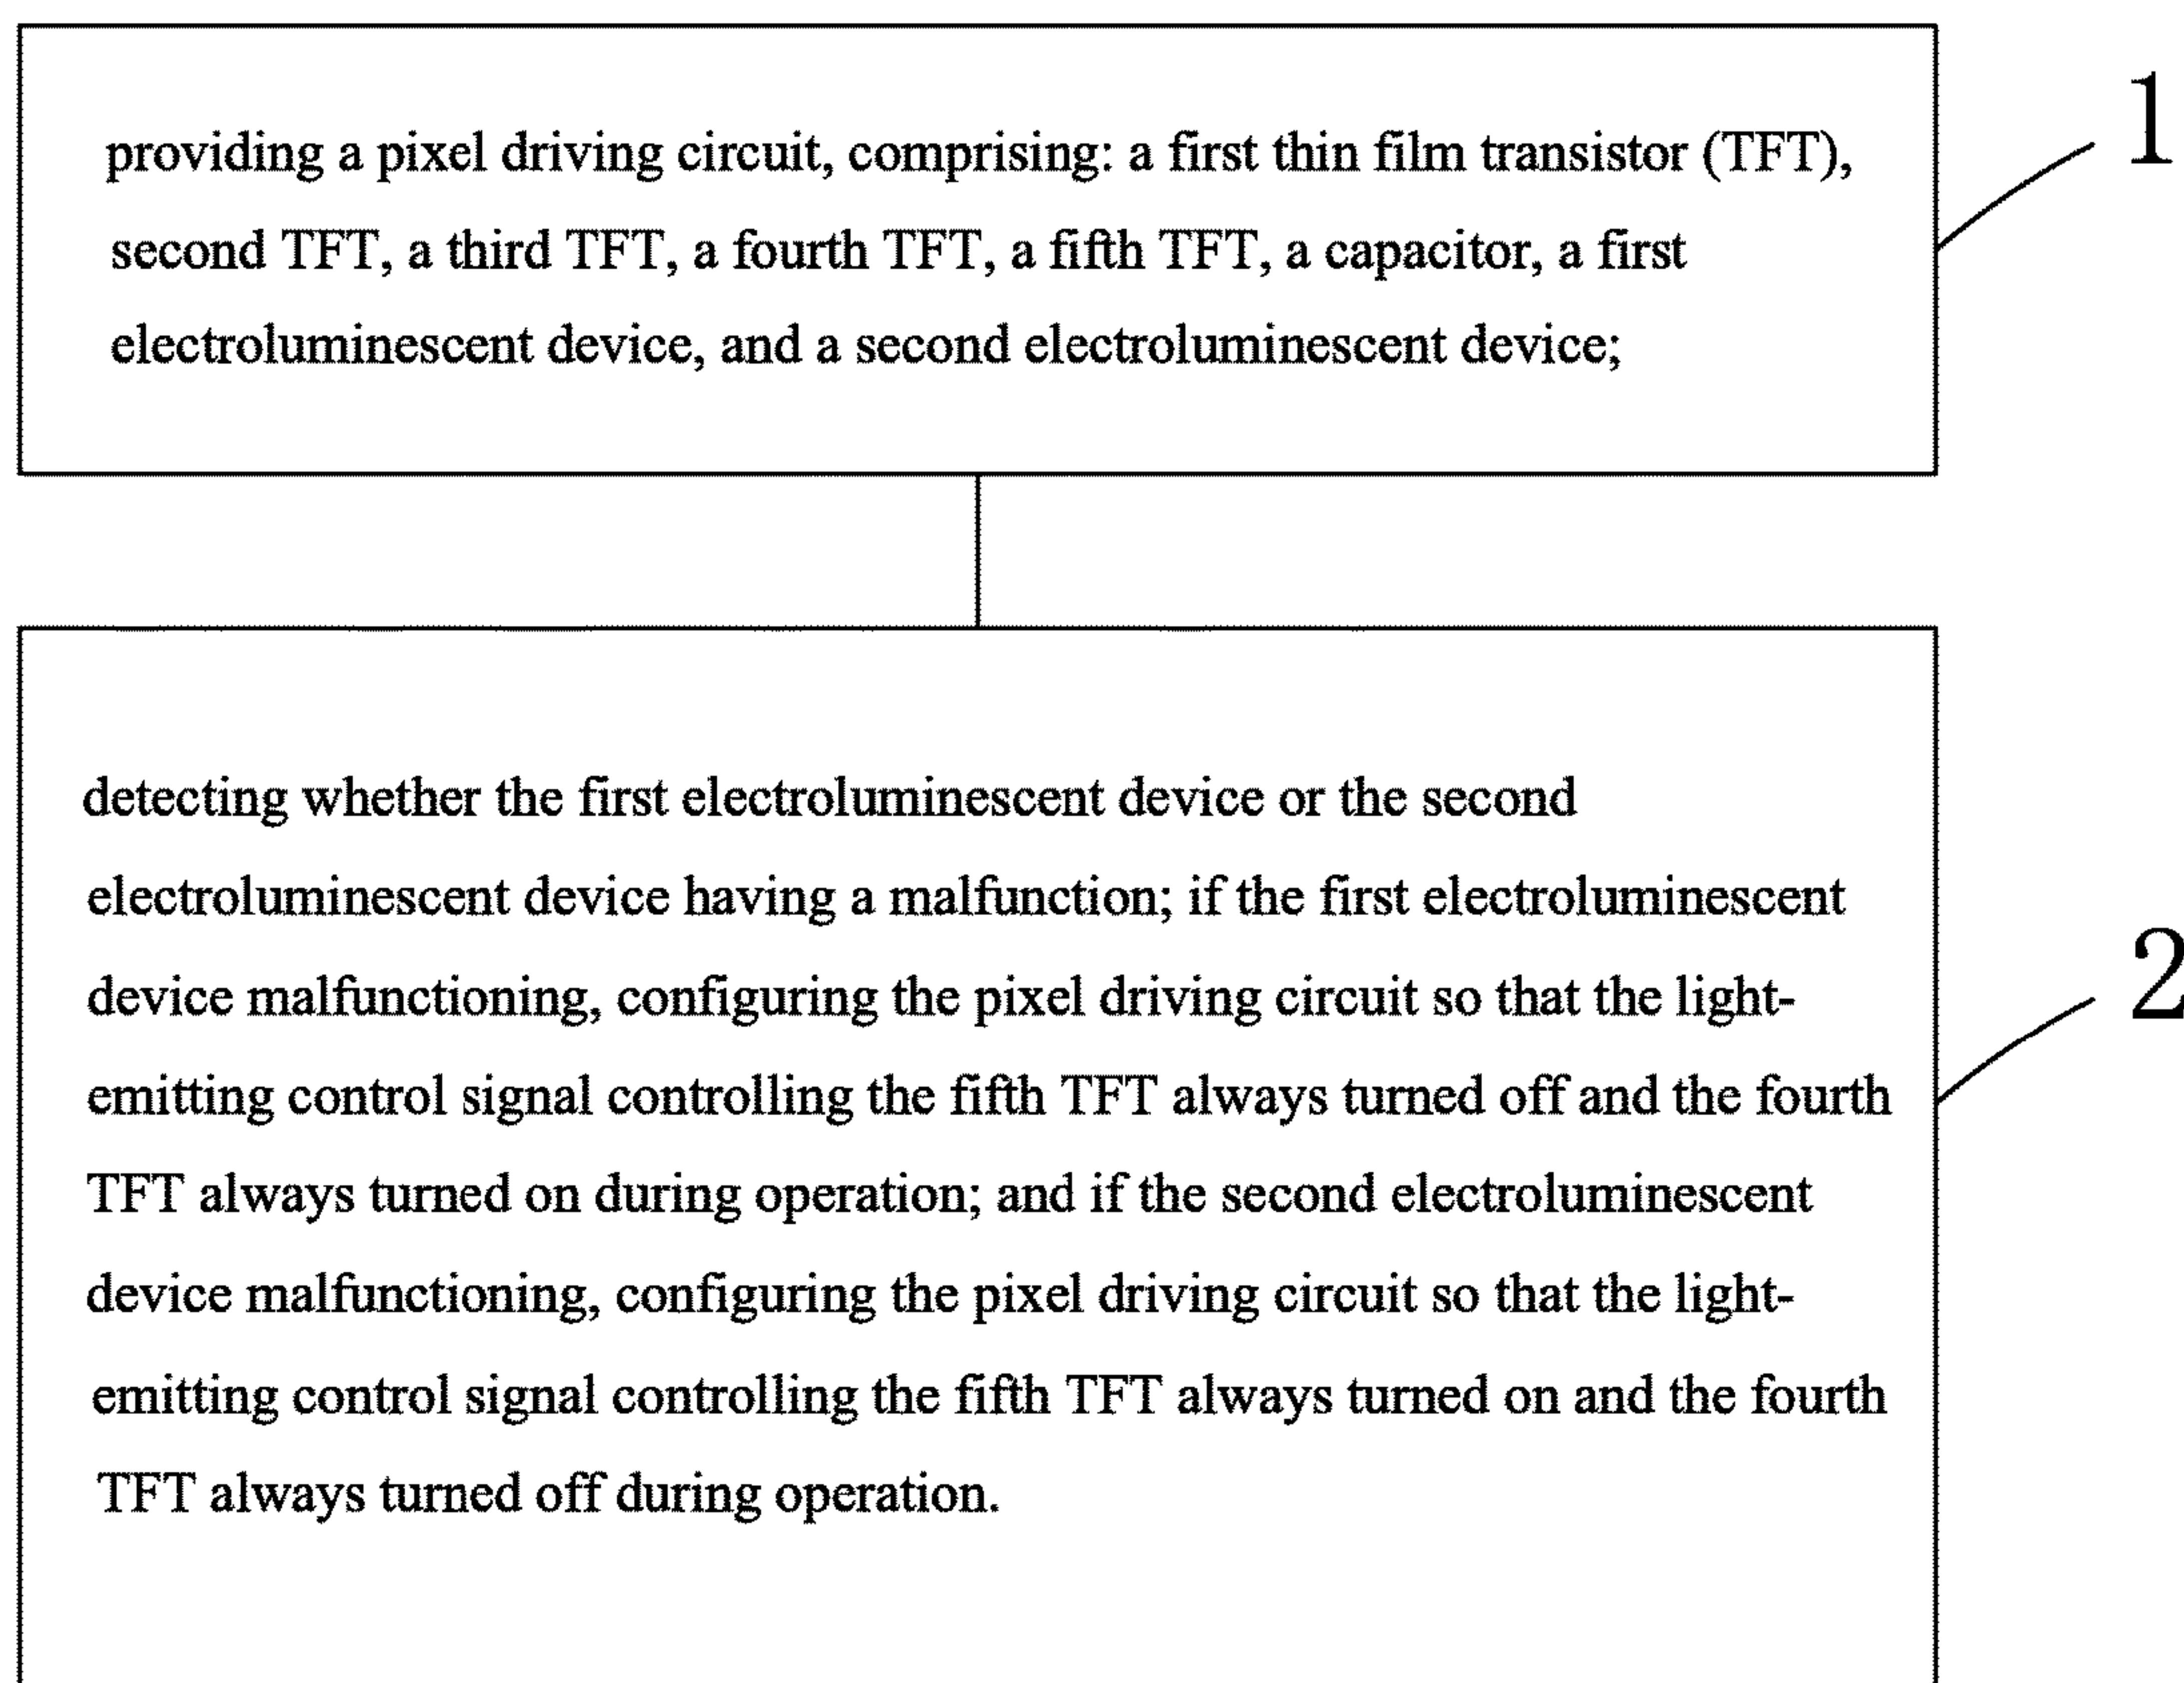 providing a pixel driving circuit, comprising: a first thin film transistor (TFT),
second TFT, a third TFT, a fourth TFT, a fifth TFT, a capacitor, a first
electroluminescent device, and a second electroluminescent device;
1
detecting whether the first electroluminescent device or the second
electroluminescent device having a malfunction; if the first electroluminescent
device malfunctioning, configuring the pixel driving circuit so that the light-
emitting control signal controlling the fifth TFT always turned off and the fourth
TFT always turned on during operation; and if the second electroluminescent
device malfunctioning, configuring the pixel driving circuit so that the light-
emitting control signal controlling the fifth TFT always turned on and the fourth
TFT always turned off during operation.
2